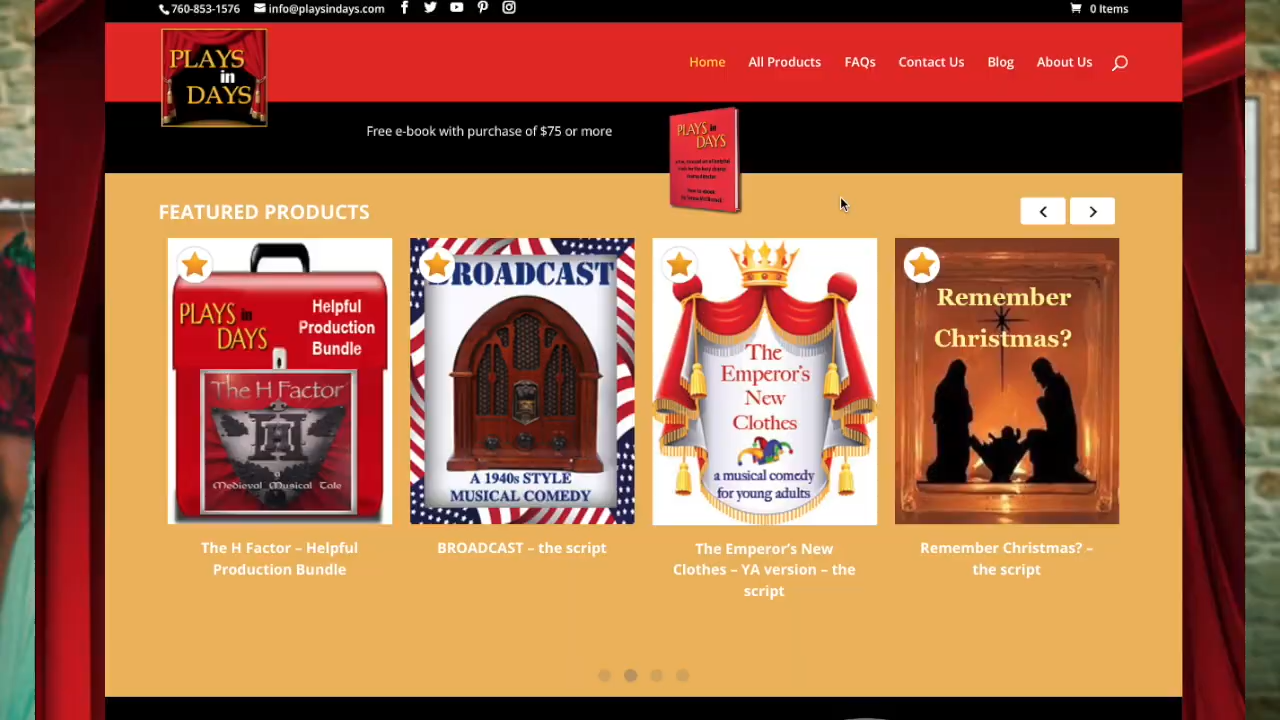 760-853-1576
info@playsindays.com
0 Items
PLAYS
in
DAYS
Home
All Products
FAQs
Contact Us
Blog
About Us
Free e-book with purchase of $75 or more
PLAYS in
DAYS
FEATURED PRODUCTS
PLAYS in
DAYS
Helpful
Production
Bundle
The H Factor
H
a
Medieval Musical Tale
BROADCAST
A 1940s STYLE
MUSICAL COMEDY
The
Emperor's
New
Clothes
a musical comedy
for young adults
Remember
Christmas?
The H Factor – Helpful
Production Bundle
BROADCAST – the script
The Emperor's New
Clothes – YA version – the
script
Remember Christmas? –
the script